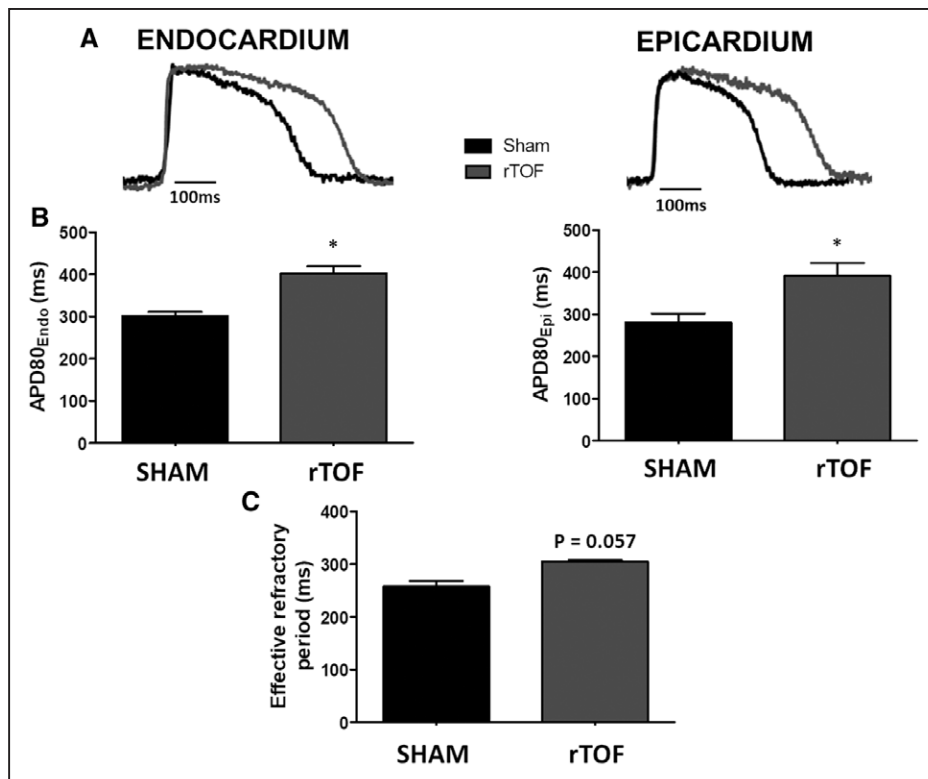 A
ENDOCARDIUM
EPICARDIUM
Sham
rTOF
100ms
100ms
B
APD80Endo (ms)
500
400
300
200
100
0
*
SHAM
rTOF
APD80Epi (ms)
500
400
300
200
100
0
*
SHAM
rTOF
C
Effective refractory
period (ms)
400
300
200
100
0
P = 0.057
SHAM
rTOF